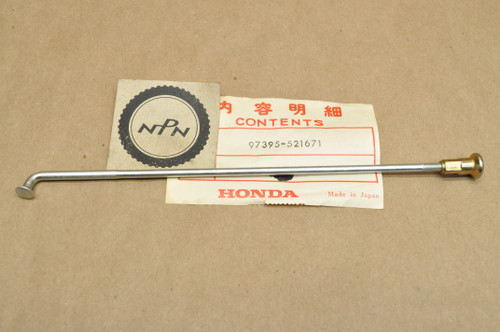 NPN
内容明細
CONTENTS
97395-521671
HONDA
Made in Japan